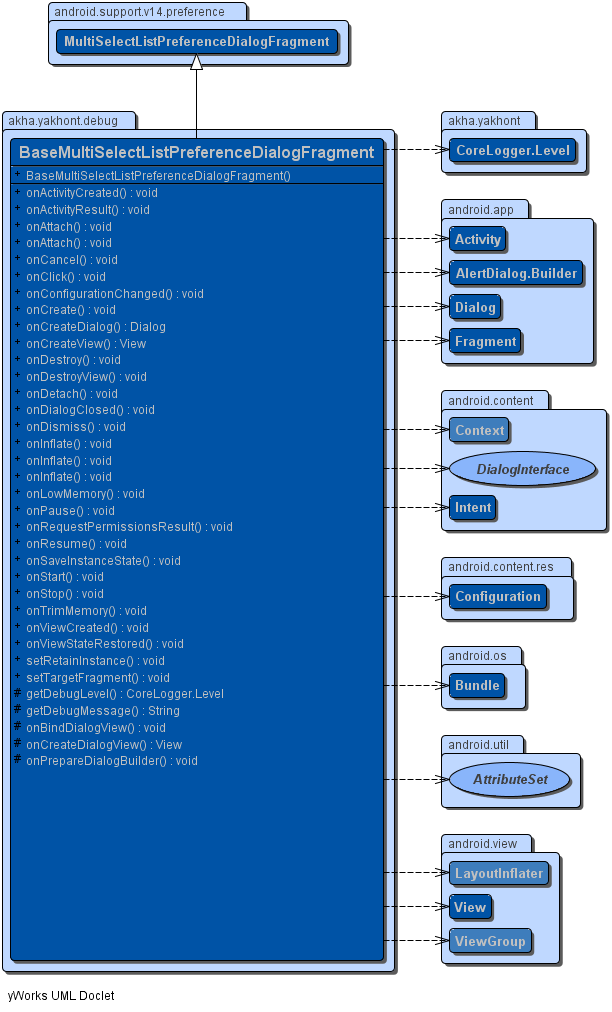 android.support.v14.preference
MultiSelectListPreferenceDialogFragment
akha.yakhont.debug
BaseMultiSelectListPreferenceDialogFragment
+ BaseMultiSelectListPreferenceDialogFragment()
+ onActivityCreated() : void
+ onActivityResult() : void
+ onAttach() : void
+ onAttach() : void
+ onCancel() : void
+ onClick() : void
+ onConfigurationChanged() : void
+ onCreate() : void
+ onCreateDialog() : Dialog
+ onCreateView() : View
+ onDestroy() : void
+ onDestroyView() : void
+ onDetach() : void
+ onDialogClosed() : void
+ onDismiss() : void
+ onInflate() : void
+ onInflate() : void
+ onInflate() : void
+ onLowMemory() : void
+ onPause() : void
+ onRequestPermissionsResult() : void
+ onResume() : void
+ onSaveInstanceState() : void
+ onStart() : void
+ onStop() : void
+ onTrimMemory() : void
+ onViewCreated() : void
+ onViewStateRestored() : void
+ setRetainInstance() : void
+ setTargetFragment() : void
# getDebugLevel() : CoreLogger.Level
# getDebugMessage() : String
# onBindDialogView() : void
# onCreateDialogView() : View
# onPrepareDialogBuilder() : void
akha.yakhont
CoreLogger.Level
android.app
Activity
AlertDialog.Builder
Dialog
Fragment
android.content
Context
DialogInterface
Intent
android.content.res
Configuration
android.os
Bundle
android.util
AttributeSet
android.view
LayoutInflater
View
ViewGroup
yWorks UML Doclet